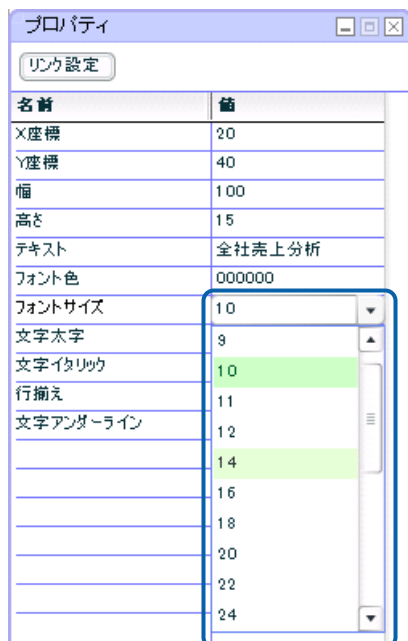 プロパティ
リンク設定
名前 値
X座標 20
Y座標 40
幅 100
高さ 15
テキスト 全社売上分析
フォント色 000000
フォントサイズ 10
文字太字 9
文字イタリック 10
行揃え 11
文字アンダーライン 12
14
16
18
20
22
24